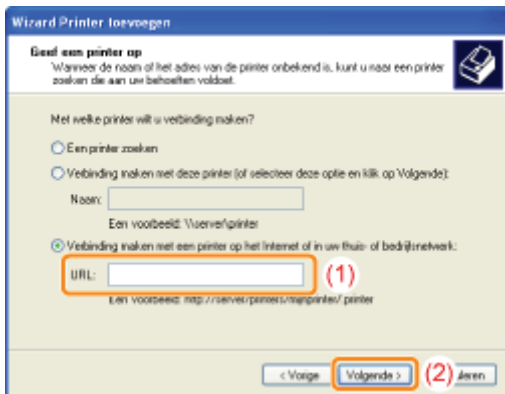 Wizard Printer toevoegen
Geef een printer op
Wanneer de naam of het adres van de printer onbekend is, kunt u naar een printer
zoeken die aan uw behoeften voldoet.
Met welke printer wilt u verbinding maken?
Een printer zoeken
Verbinding maken met deze printer (of selecteer deze optie en klik op Volgende):
Naam:
Een voorbeeld: \\server\printer
Verbinding maken met een printer op het Internet of in uw thuis- of bedrijfsnetwerk:
URL: (1)
Een voorbeeld: http://server/printers/mijnprinter/.printer
< Vorige Volgende > (2) leren